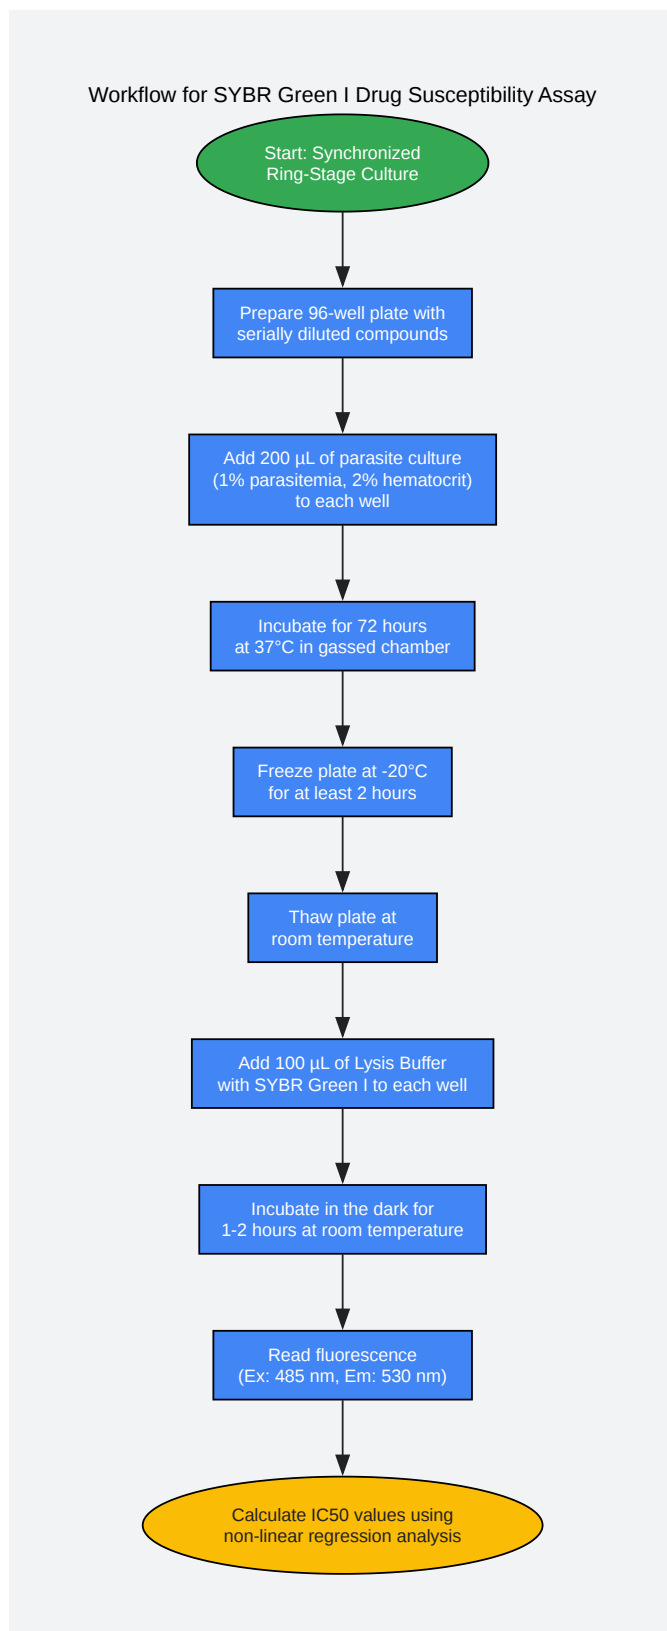 Workflow for SYBR Green I Drug Susceptibility Assay
Start: Synchronized
Ring-Stage Culture
Prepare 96-well plate with
serially diluted compounds
Add 200 µL of parasite culture
(1% parasitemia, 2% hematocrit)
to each well
Incubate for 72 hours
at 37°C in gassed chamber
Freeze plate at -20°C
for at least 2 hours
Thaw plate at
room temperature
Add 100 µL of Lysis Buffer
with SYBR Green I to each well
Incubate in the dark for
1-2 hours at room temperature
Read fluorescence
(Ex: 485 nm, Em: 530 nm)
Calculate IC50 values using
non-linear regression analysis